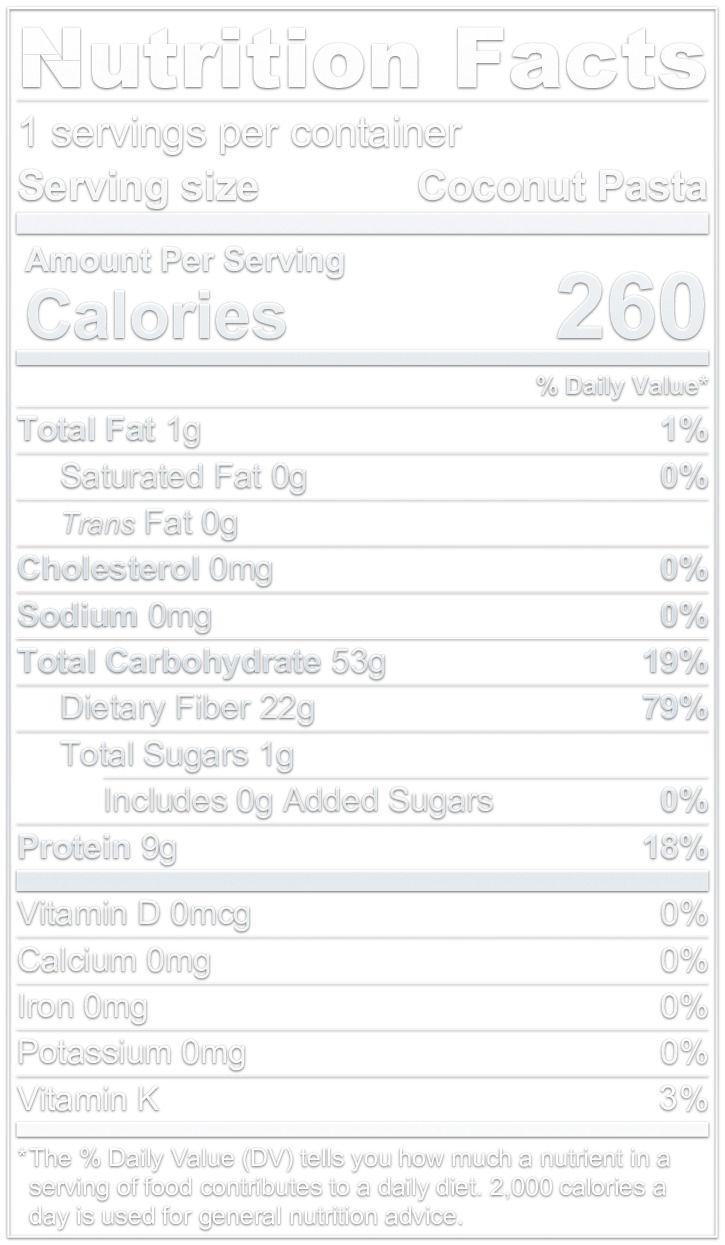 Nutrition Facts
1 servings per container
Serving size Coconut Pasta
Amount Per Serving
Calories 260
% Daily Value*
Total Fat 1g 1%
Saturated Fat 0g 0%
Trans Fat 0g
Cholesterol 0mg 0%
Sodium 0mg 0%
Total Carbohydrate 53g 19%
Dietary Fiber 22g 79%
Total Sugars 1g
Includes 0g Added Sugars 0%
Protein 9g 18%
Vitamin D 0mcg 0%
Calcium 0mg 0%
Iron 0mg 0%
Potassium 0mg 0%
Vitamin K 3%
*The % Daily Value (DV) tells you how much a nutrient in a
serving of food contributes to a daily diet. 2,000 calories a
day is used for general nutrition advice.